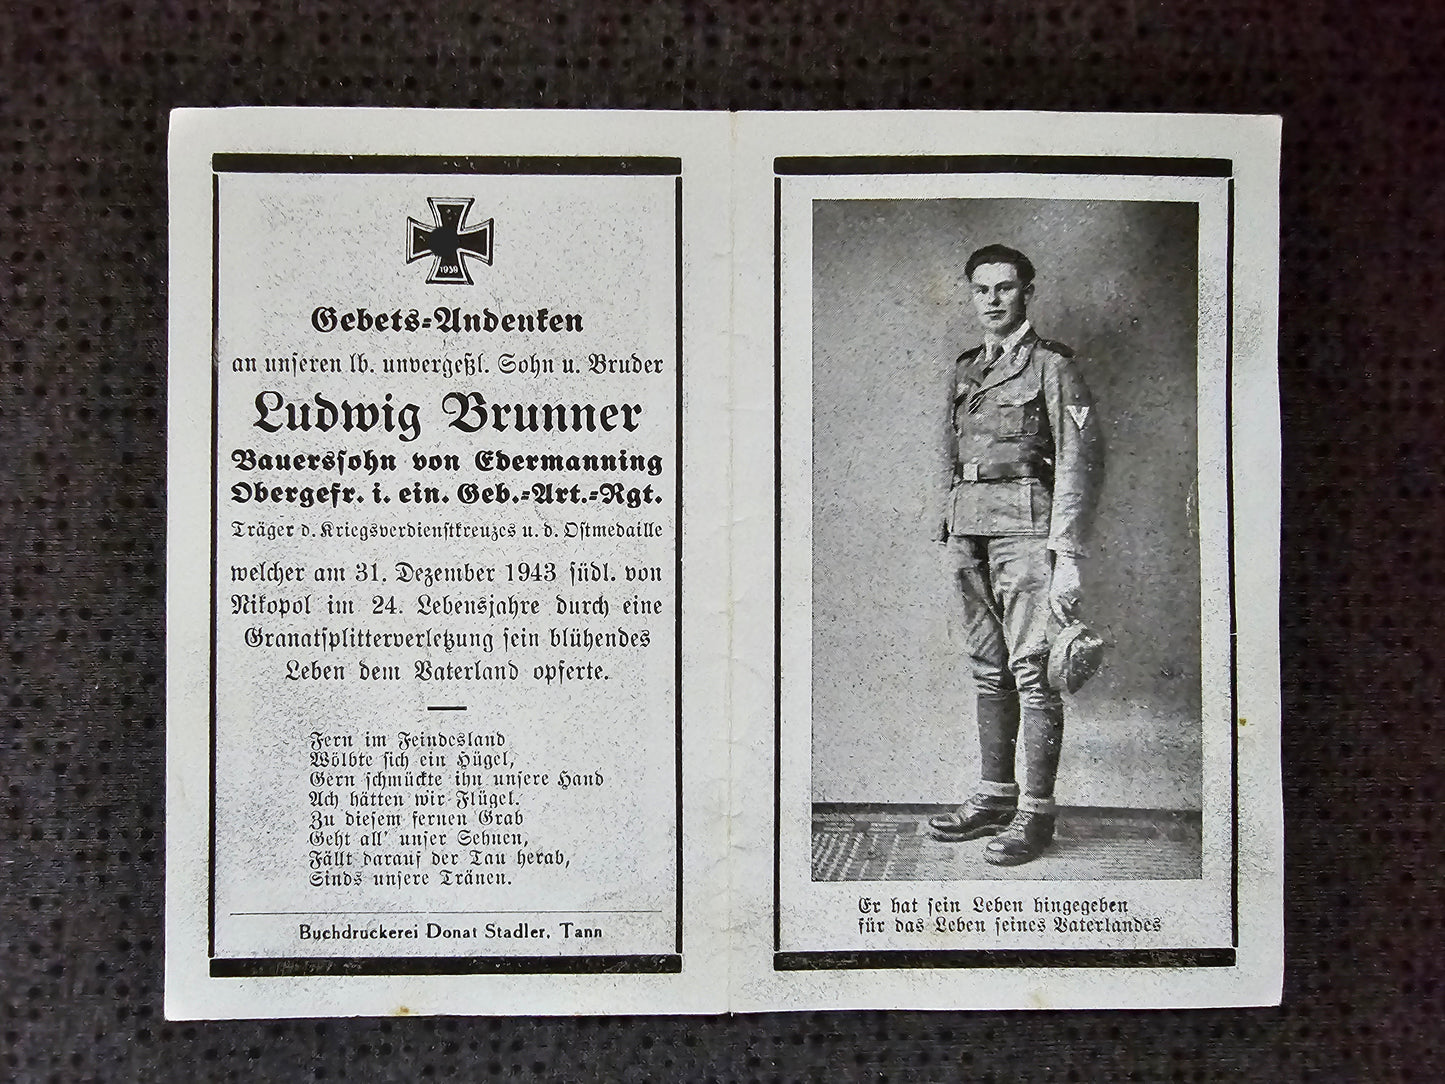 1939
Gebets-Andenken
an unseren lb. unvergeßl. Sohn u. Bruder
Ludwig Brunner
Bauerssohn von Edermanning
Obergefr. i. ein. Geb.-Art.-Rgt.
Träger d. Kriegsverdienstkreuzes u. d. Ostmedaille
welcher am 31. Dezember 1943 südl. von
Nikopol im 24. Lebensjahre durch eine
Granatsplitterverletzung sein blühendes
Leben dem Vaterland opferte.
Fern im Feindesland
Wölbte sich ein Hügel,
Gern schmückte ihn unsere Hand
Ach hätten wir Flügel.
Zu diesem fernen Grab
Geht all' unser Sehnen,
Fällt darauf der Tau herab,
Sinds unsere Tränen.
Buchdruckerei Donat Stadler, Tann
Er hat sein Leben hingegeben
für das Leben seines Vaterlandes